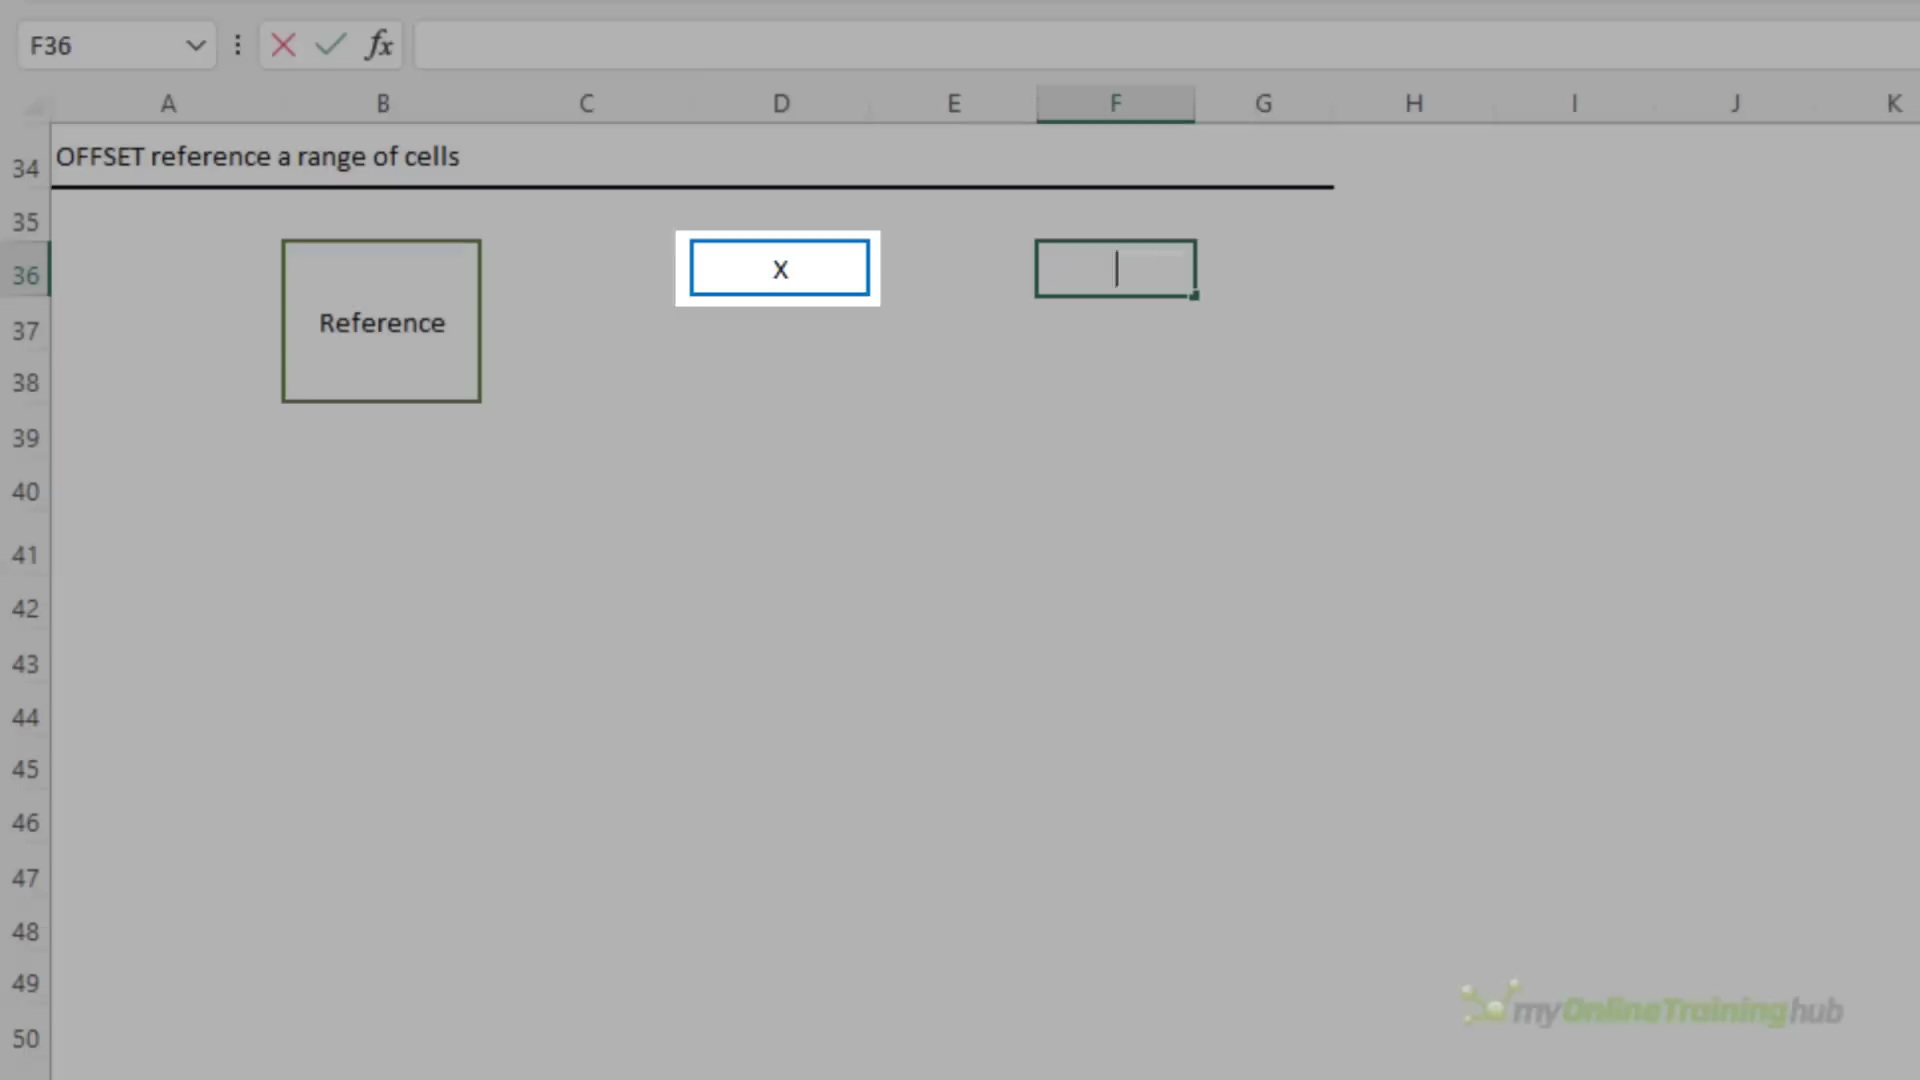 F36 fx
A B C D E F G H I J K
34 OFFSET reference a range of cells
35
36 X
37 Reference
38
39
40
41
42
43
44
45
46
47
48
49
50
myOnlineTraininghub